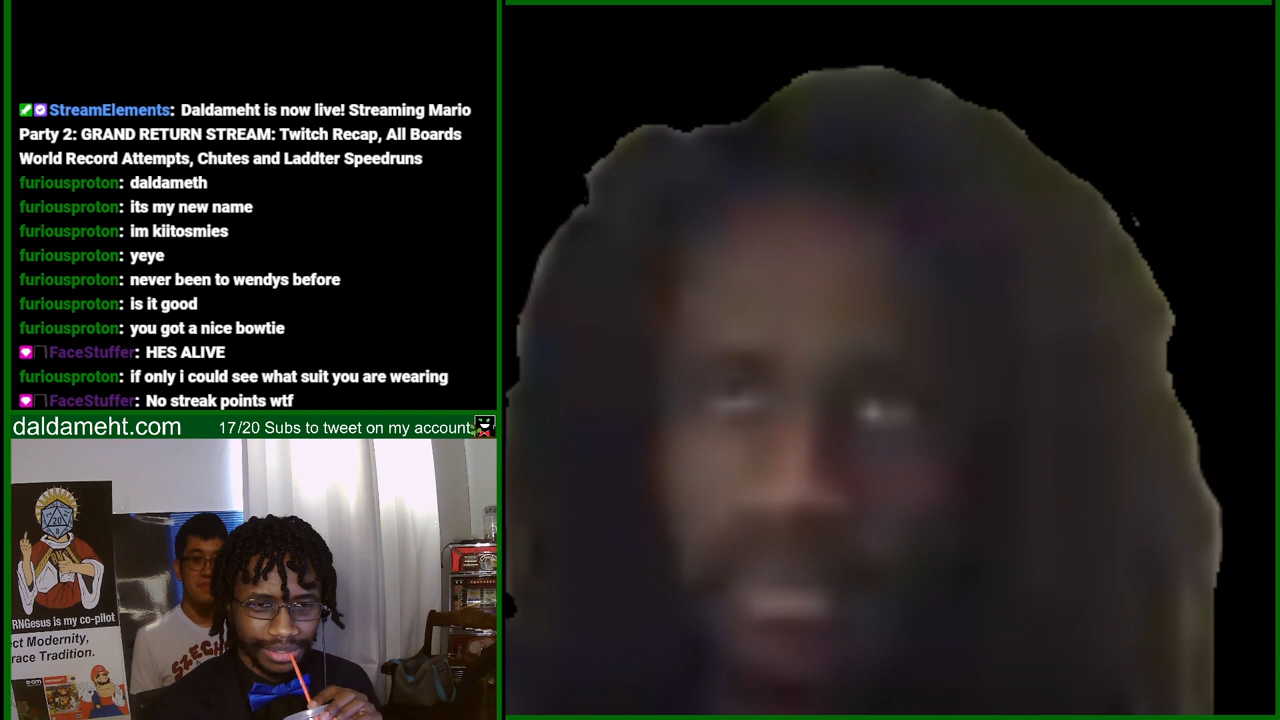 StreamElements: Daldameht is now live! Streaming Mario
Party 2: GRAND RETURN STREAM: Twitch Recap, All Boards
World Record Attempts, Chutes and Laddter Speedruns
furiousproton: daldameth
furiousproton: its my new name
furiousproton: im kiitosmies
furiousproton: yeye
furiousproton: never been to wendys before
furiousproton: is it good
furiousproton: you got a nice bowtie
FaceStuffer: HES ALIVE
furiousproton: if only i could see what suit you are wearing
FaceStuffer: No streak points wtf
daldameht.com
17/20 Subs to tweet on my account
20
8
RNGesus is my co-pilot
ct Modernity,
race Tradition.
SZECH